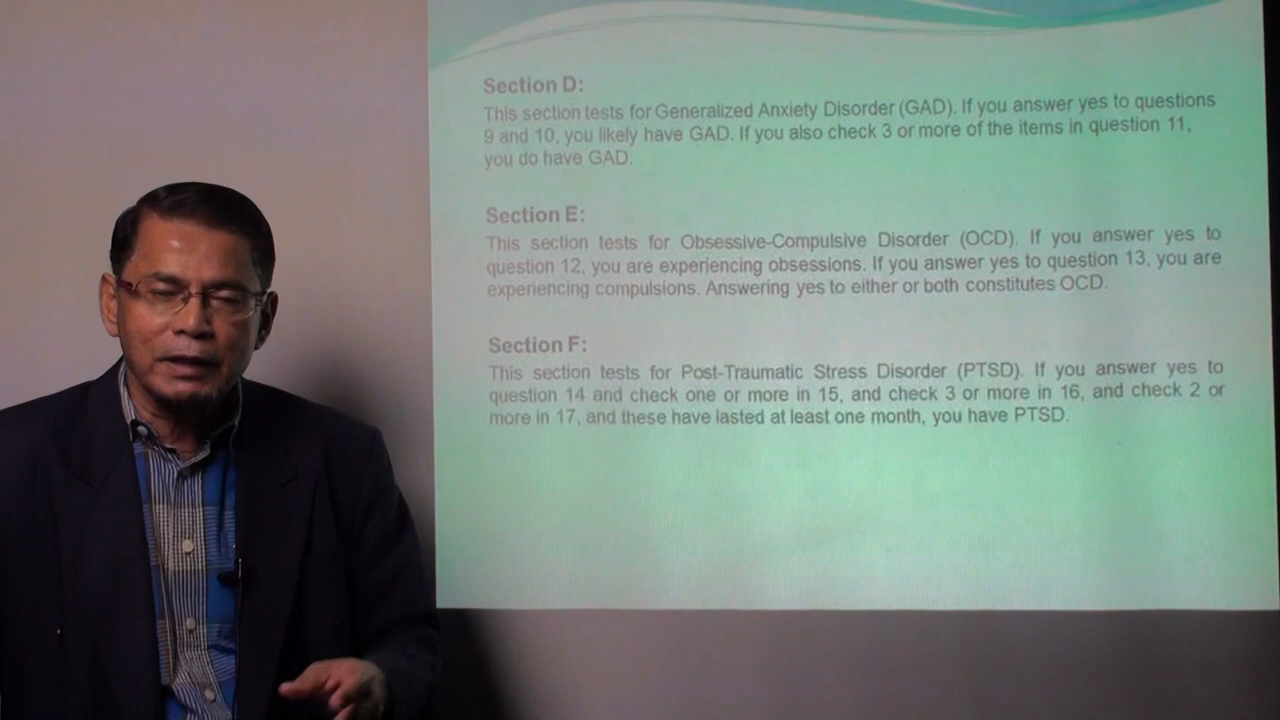 Section D:
This section tests for Generalized Anxiety Disorder (GAD). If you answer yes to questions
9 and 10, you likely have GAD. If you also check 3 or more of the items in question 11,
you do have GAD.
Section E:
This section tests for Obsessive-Compulsive Disorder (OCD). If you answer yes to
question 12, you are experiencing obsessions. If you answer yes to question 13, you are
experiencing compulsions. Answering yes to either or both constitutes OCD.
Section F:
This section tests for Post-Traumatic Stress Disorder (PTSD). If you answer yes to
question 14 and check one or more in 15, and check 3 or more in 16, and check 2 or
more in 17, and these have lasted at least one month, you have PTSD.